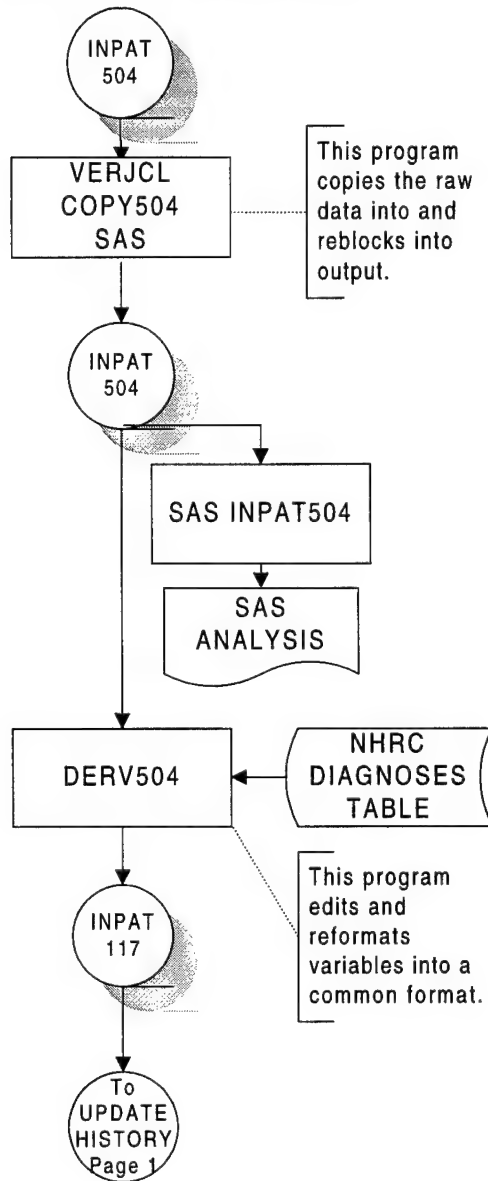 INPAT
504
VERJCL
COPY504
SAS
This program
copies the raw
data into and
reblocks into
output.
INPAT
504
SAS INPAT504
SAS
ANALYSIS
DERV504
NHRC
DIAGNOSES
TABLE
This program
edits and
reformats
variables into a
common format.
INPAT
117
To
UPDATE
HISTORY
Page 1